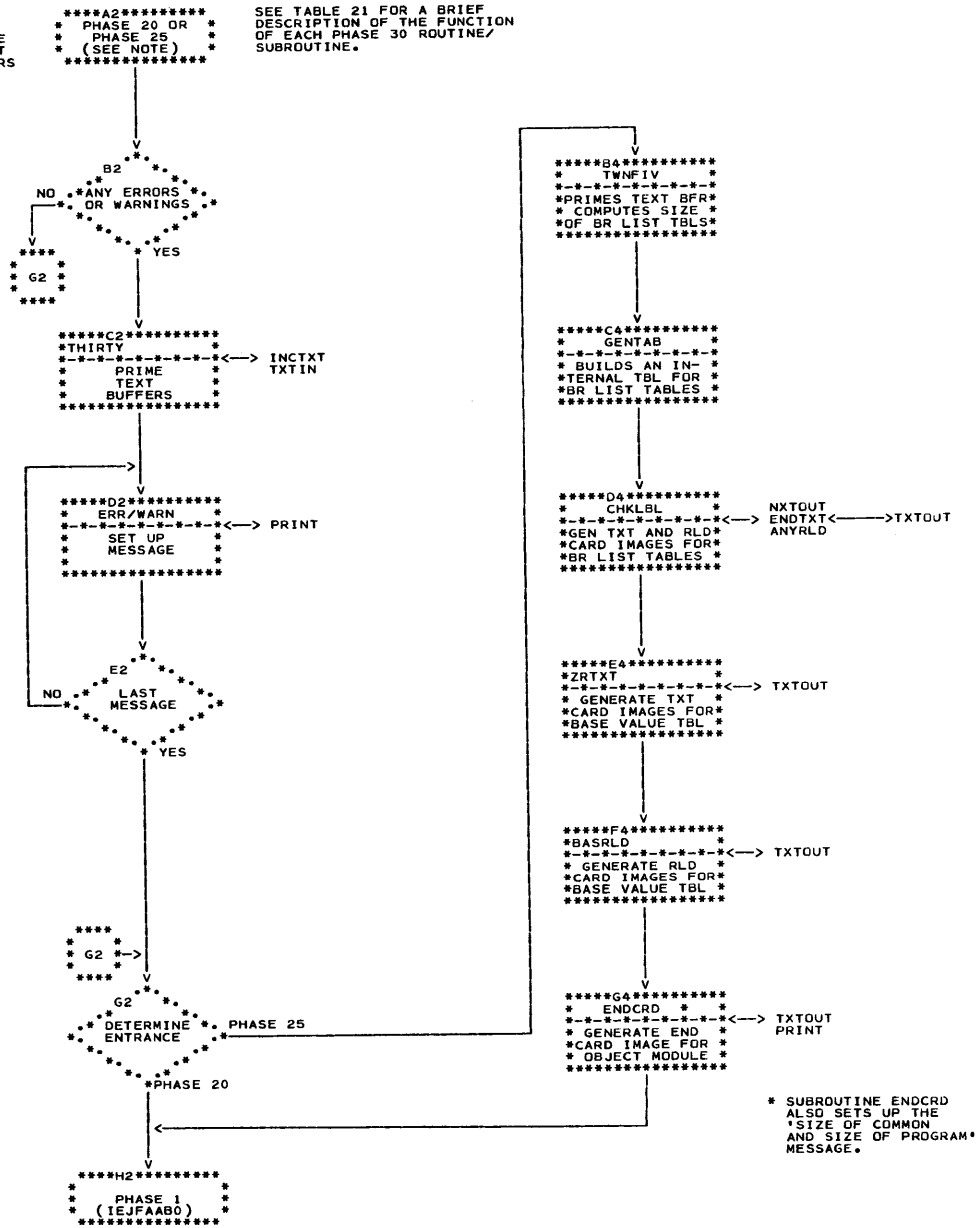 E
T
RS
A2
PHASE 20 OR
PHASE 25
(SEE NOTE)
SEE TABLE 21 FOR A BRIEF
DESCRIPTION OF THE FUNCTION
OF EACH PHASE 30 ROUTINE/
SUBROUTINE.
B2
ANY ERRORS
OR WARNINGS
NO
YES
G2
C2
THIRTY
PRIME
TEXT
BUFFERS
INCTXT
TXTIN
D2
ERR/WARN
SET UP
MESSAGE
PRINT
E2
LAST
MESSAGE
NO
YES
G2
G2
DETERMINE
ENTRANCE
PHASE 25
PHASE 20
H2
PHASE 1
(IEJFAAB0)
B4
TWNFIV
PRIMES TEXT BFR
COMPUTES SIZE
OF BR LIST TBLS
C4
GENTAB
BUILDS AN IN-
TERNAL TBL FOR
BR LIST TABLES
D4
CHKLBL
GEN TXT AND RLD
CARD IMAGES FOR
BR LIST TABLES
NXTOUT
ENDTXT <-----> TXTOUT
ANYRLD
E4
ZRTXT
GENERATE TXT
CARD IMAGES FOR
BASE VALUE TBL
TXTOUT
F4
BASRLD
GENERATE RLD
CARD IMAGES FOR
BASE VALUE TBL
TXTOUT
G4
ENDCRD *
GENERATE END
CARD IMAGE FOR
OBJECT MODULE
TXTOUT
PRINT
* SUBROUTINE ENDCRD
ALSO SETS UP THE
'SIZE OF COMMON
AND SIZE OF PROGRAM'
MESSAGE.